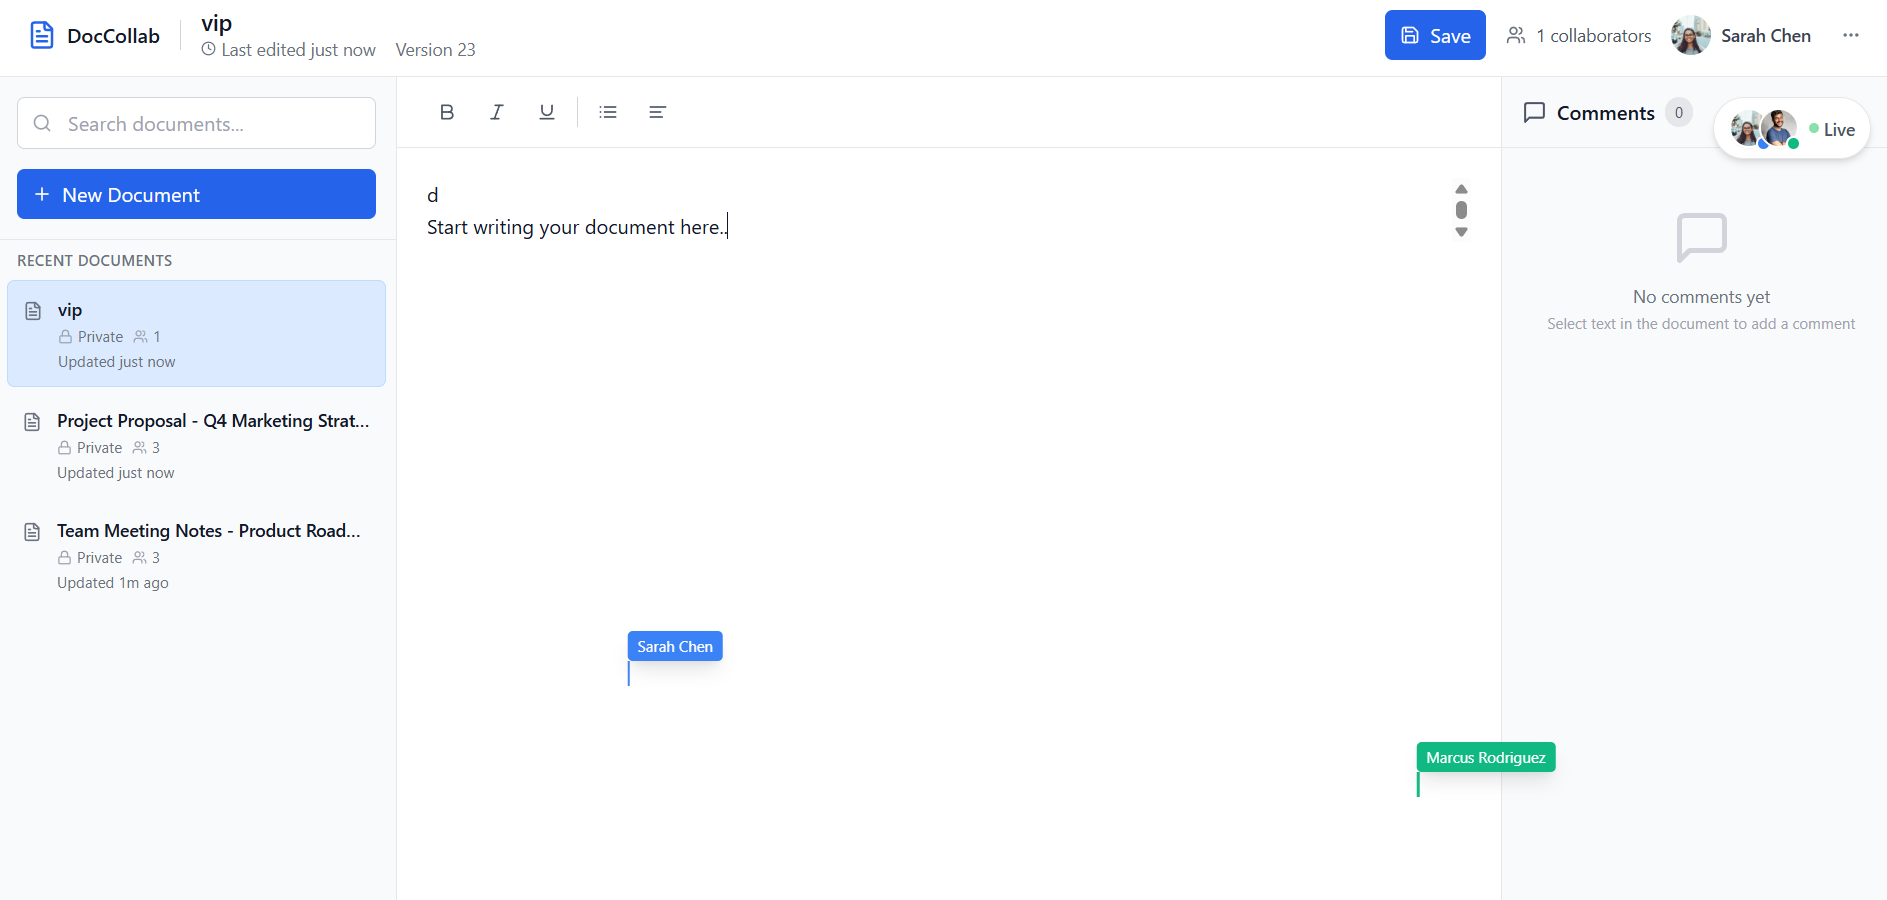 DocCollab
vip
Last edited just now Version 23
Save
1 collaborators
Sarah Chen
Search documents...
New Document
RECENT DOCUMENTS
vip
Private 1
Updated just now
Project Proposal - Q4 Marketing Strat...
Private 3
Updated just now
Team Meeting Notes - Product Road...
Private 3
Updated 1m ago
B I U
d
Start writing your document here..
Sarah Chen
Marcus Rodriguez
Comments 0
Live
No comments yet
Select text in the document to add a comment